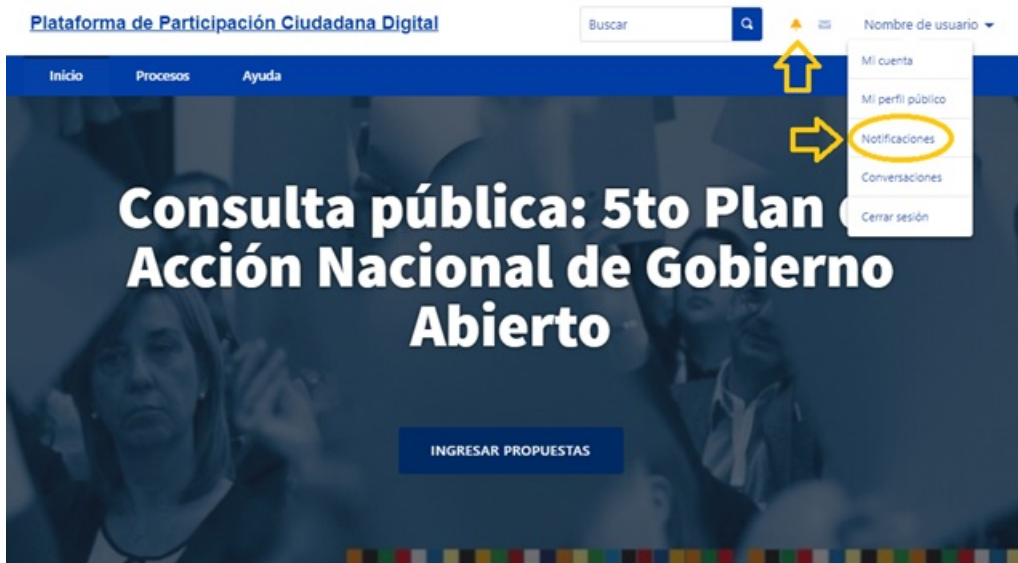 Plataforma de Participación Ciudadana Digital
Buscar
Nombre de usuario
Inicio
Procesos
Ayuda
Mi cuenta
Mi perfil público
Notificaciones
Conversaciones
Cerrar sesión
Consulta pública: 5to Plan
Acción Nacional de Gobierno
Abierto
INGRESAR PROPUESTAS